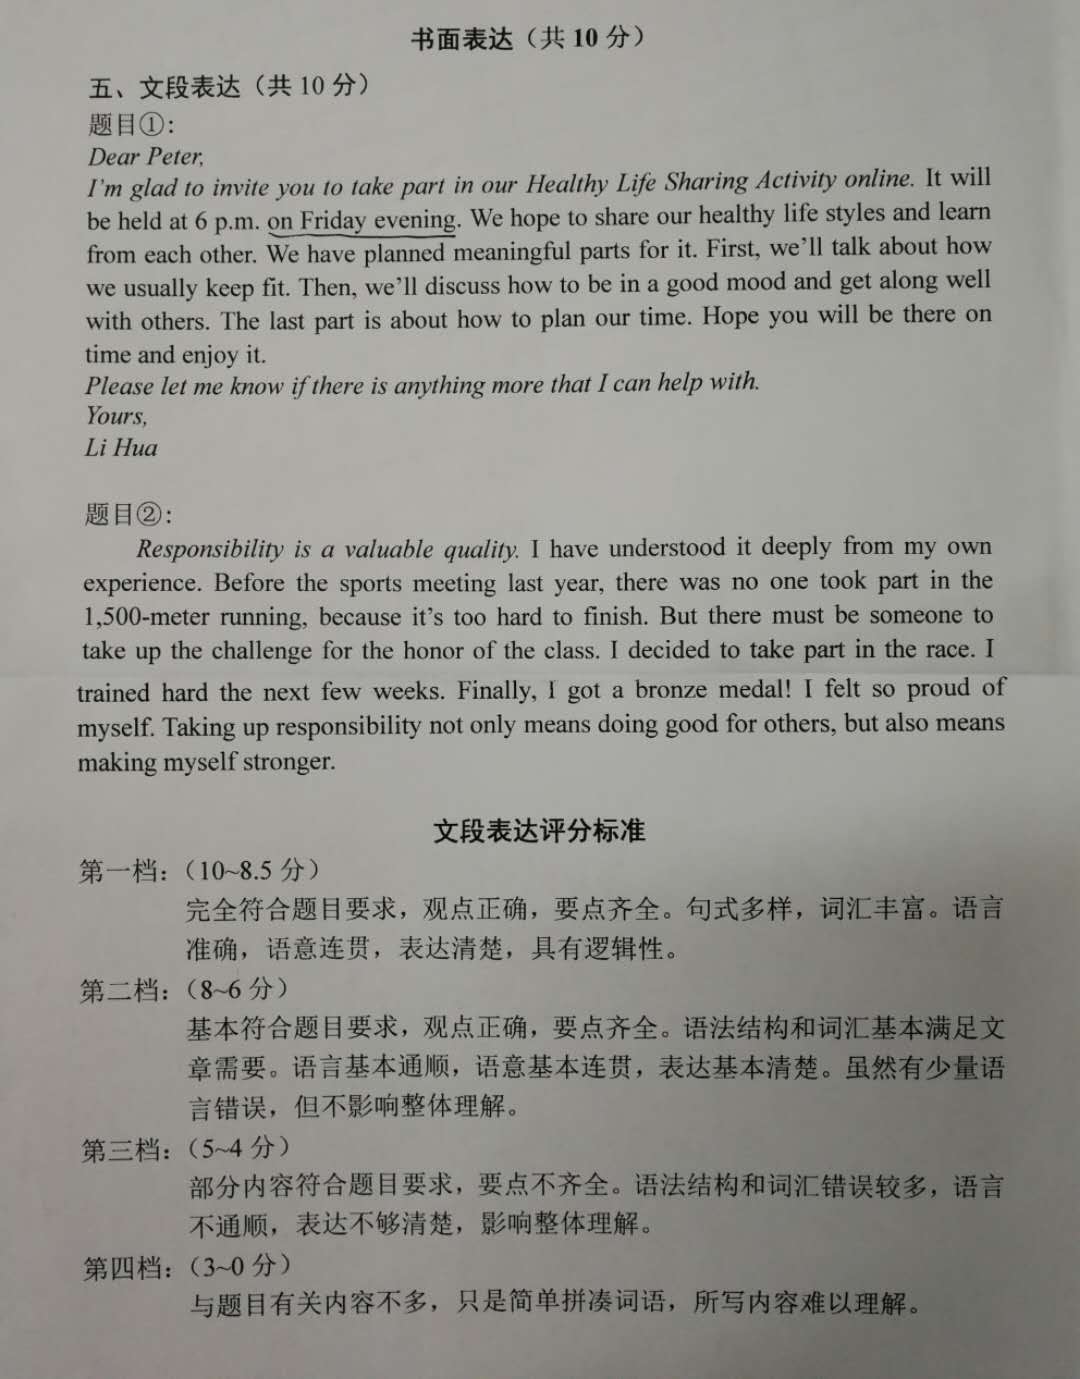 书面表达（共 10 分）
五、文段表达（共 10 分）
题目①：
Dear Peter,
I'm glad to invite you to take part in our Healthy Life Sharing Activity online. It will
be held at 6 p.m. on Friday evening. We hope to share our healthy life styles and learn
from each other. We have planned meaningful parts for it. First, we'll talk about how
we usually keep fit. Then, we'll discuss how to be in a good mood and get along well
with others. The last part is about how to plan our time. Hope you will be there on
time and enjoy it.
Please let me know if there is anything more that I can help with.
Yours,
Li Hua
题目②：
Responsibility is a valuable quality. I have understood it deeply from my own
experience. Before the sports meeting last year, there was no one took part in the
1,500-meter running, because it's too hard to finish. But there must be someone to
take up the challenge for the honor of the class. I decided to take part in the race. I
trained hard the next few weeks. Finally, I got a bronze medal! I felt so proud of
myself. Taking up responsibility not only means doing good for others, but also means
making myself stronger.
文段表达评分标准
第一档：（10~8.5 分）
完全符合题目要求，观点正确，要点齐全。句式多样，词汇丰富。语言
准确，语意连贯，表达清楚，具有逻辑性。
第二档：（8~6 分）
基本符合题目要求，观点正确，要点齐全。语法结构和词汇基本满足文
章需要。语言基本通顺，语意基本连贯，表达基本清楚。虽然有少量语
言错误，但不影响整体理解。
第三档：（5~4 分）
部分内容符合题目要求，要点不齐全。语法结构和词汇错误较多，语言
不通顺，表达不够清楚，影响整体理解。
第四档：（3~0 分）
与题目有关内容不多，只是简单拼凑词语，所写内容难以理解。